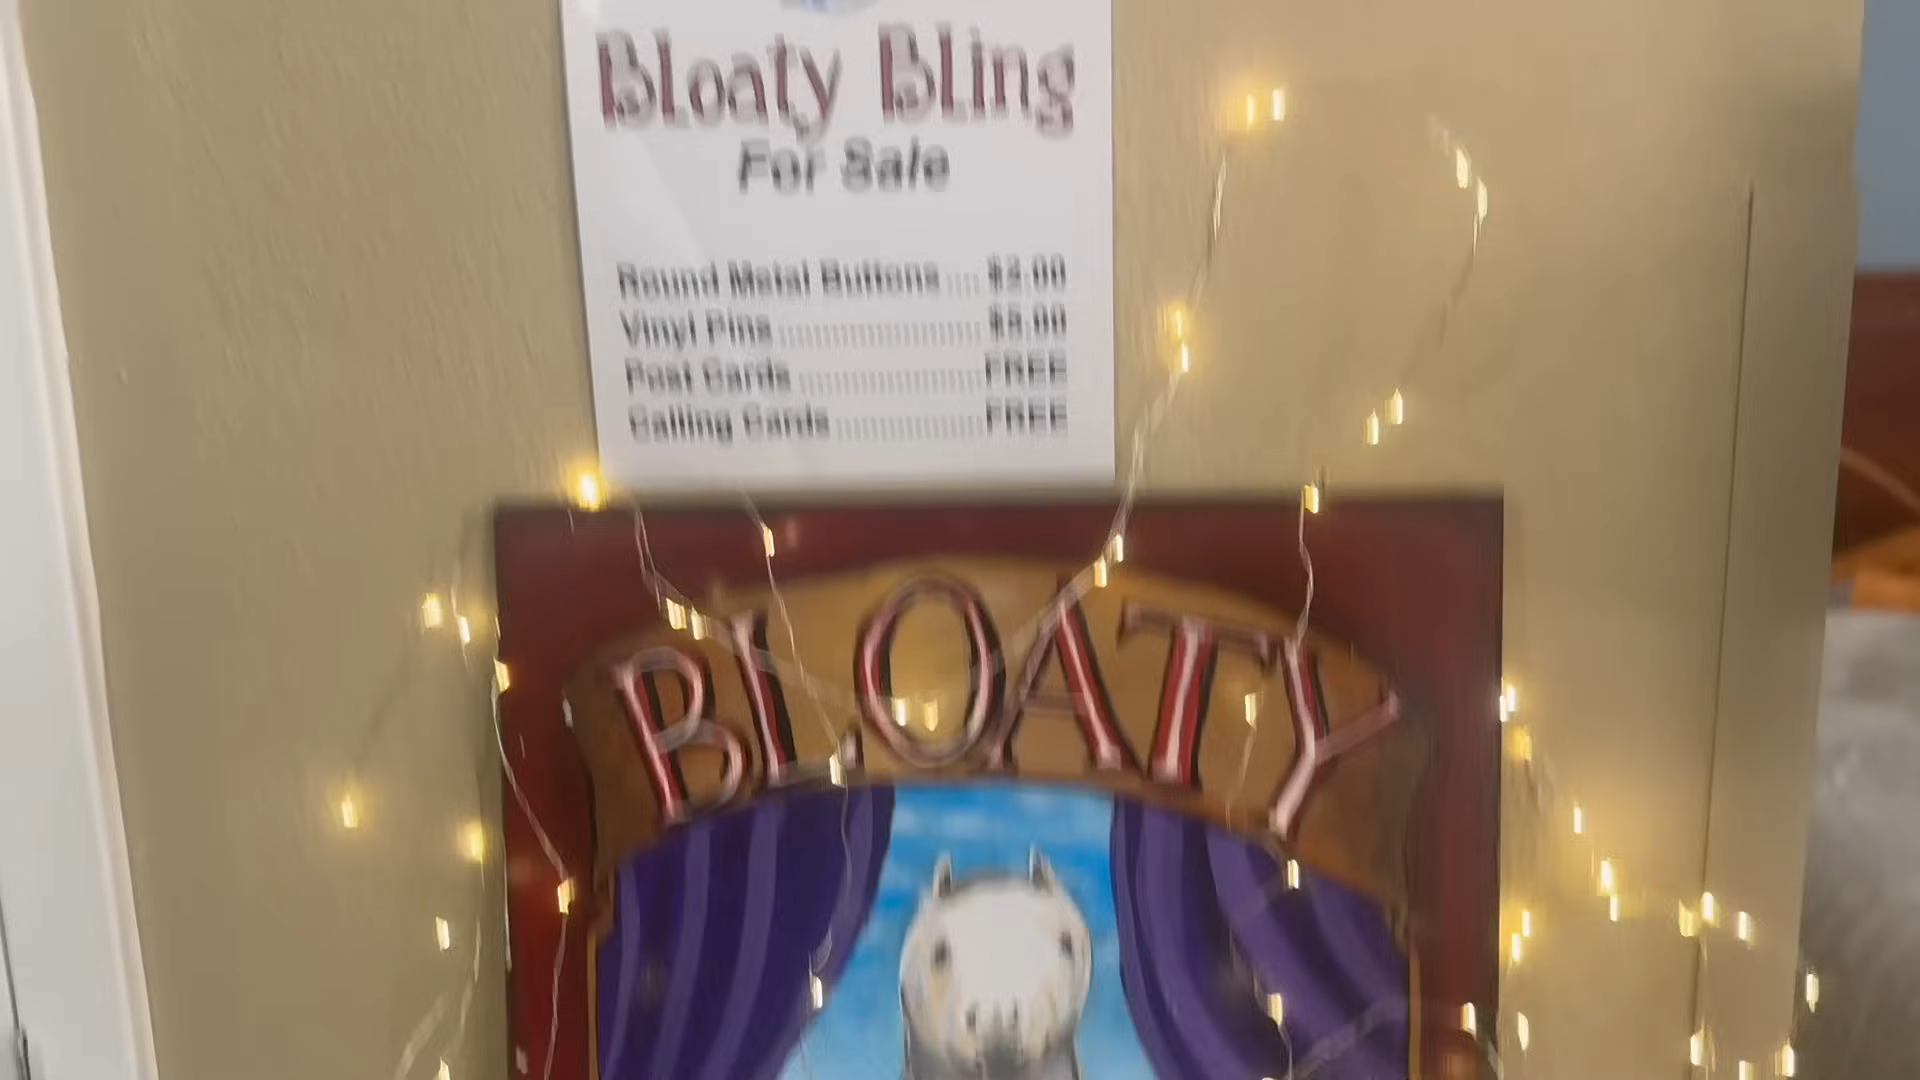 Bloaty Bling
For Sale
Round Metal Buttons .... $2.00
Vinyl Pins ........................... $5.00
Post Cards ......................... FREE
Calling Cards .................... FREE
BLOATY